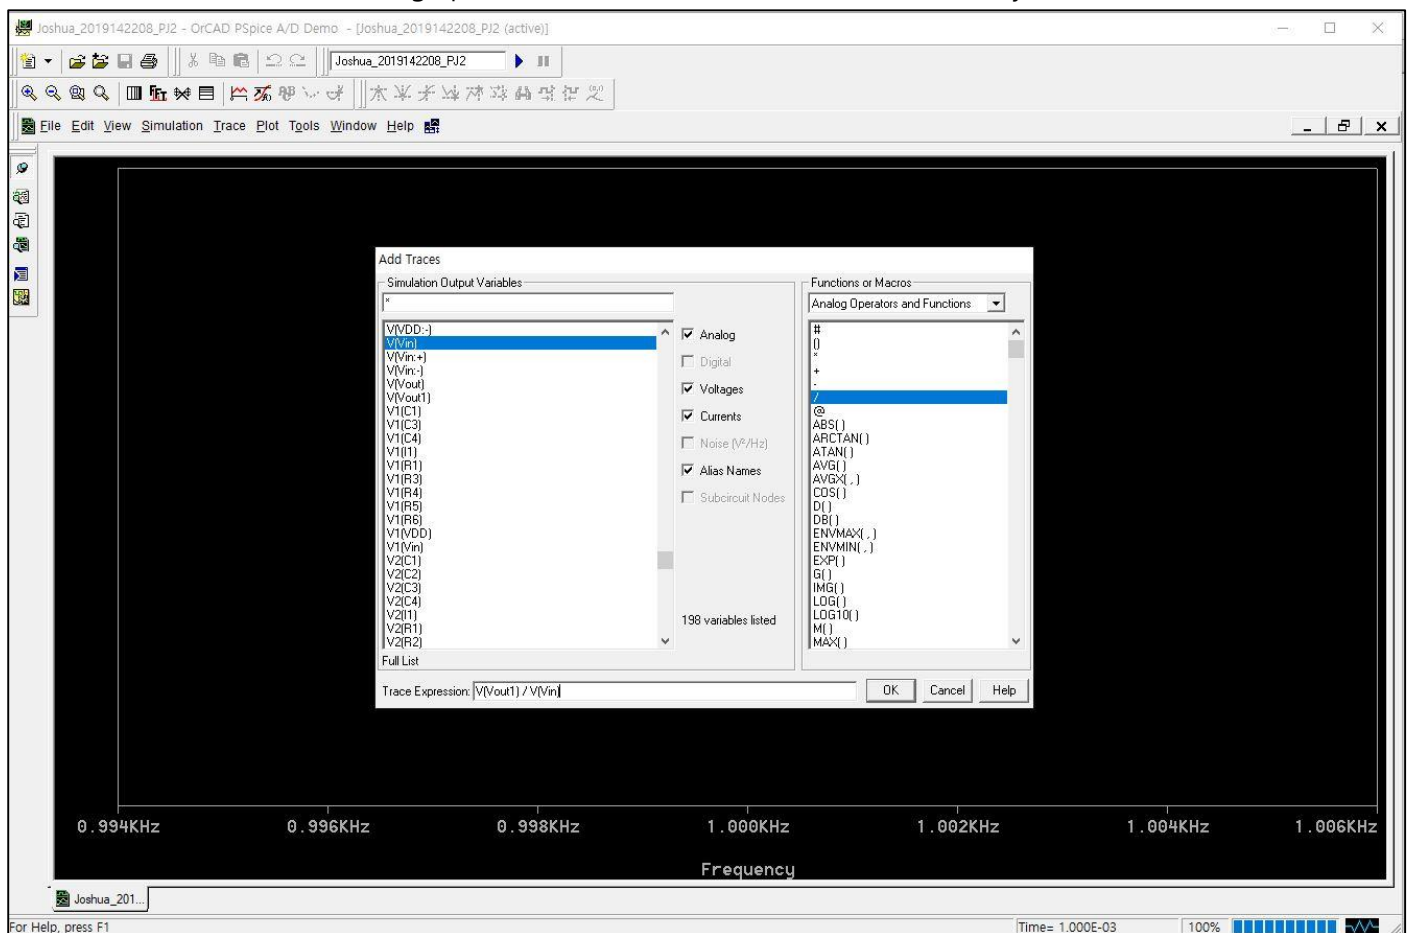 Joshua_2019142208_PJ2 - OrCAD PSpice A/D Demo - [Joshua_2019142208_PJ2 (active)]
Joshua_2019142208_PJ2
File Edit View Simulation Trace Plot Tools Window Help
Add Traces
Simulation Output Variables
*
V(VDD:-)
V(Vin)
V(Vin:+)
V(Vin:-)
V(Vout)
V(Vout1)
V1(C1)
V1(C3)
V1(C4)
V1(I1)
V1(R1)
V1(R3)
V1(R4)
V1(R5)
V1(R6)
V1(VDD)
V1(Vin)
V2(C1)
V2(C2)
V2(C3)
V2(C4)
V2(I1)
V2(R1)
V2(R2)
Full List
Analog
Digital
Voltages
Currents
Noise (V²/Hz)
Alias Names
Subcircuit Nodes
198 variables listed
Functions or Macros
Analog Operators and Functions
#
()
*
+
-
/
@
ABS( )
ARCTAN( )
ATAN( )
AVG( )
AVGX( , )
COS( )
D( )
DB( )
ENVMAX( , )
ENVMIN( , )
EXP( )
G( )
IMG( )
LOG( )
LOG10( )
M( )
MAX( )
Trace Expression: V(Vout1) / V(Vin)
OK Cancel Help
0.994KHz 0.996KHz 0.998KHz 1.000KHz 1.002KHz 1.004KHz 1.006KHz
Frequency
Joshua_201...
For Help, press F1
Time= 1.000E-03 100%